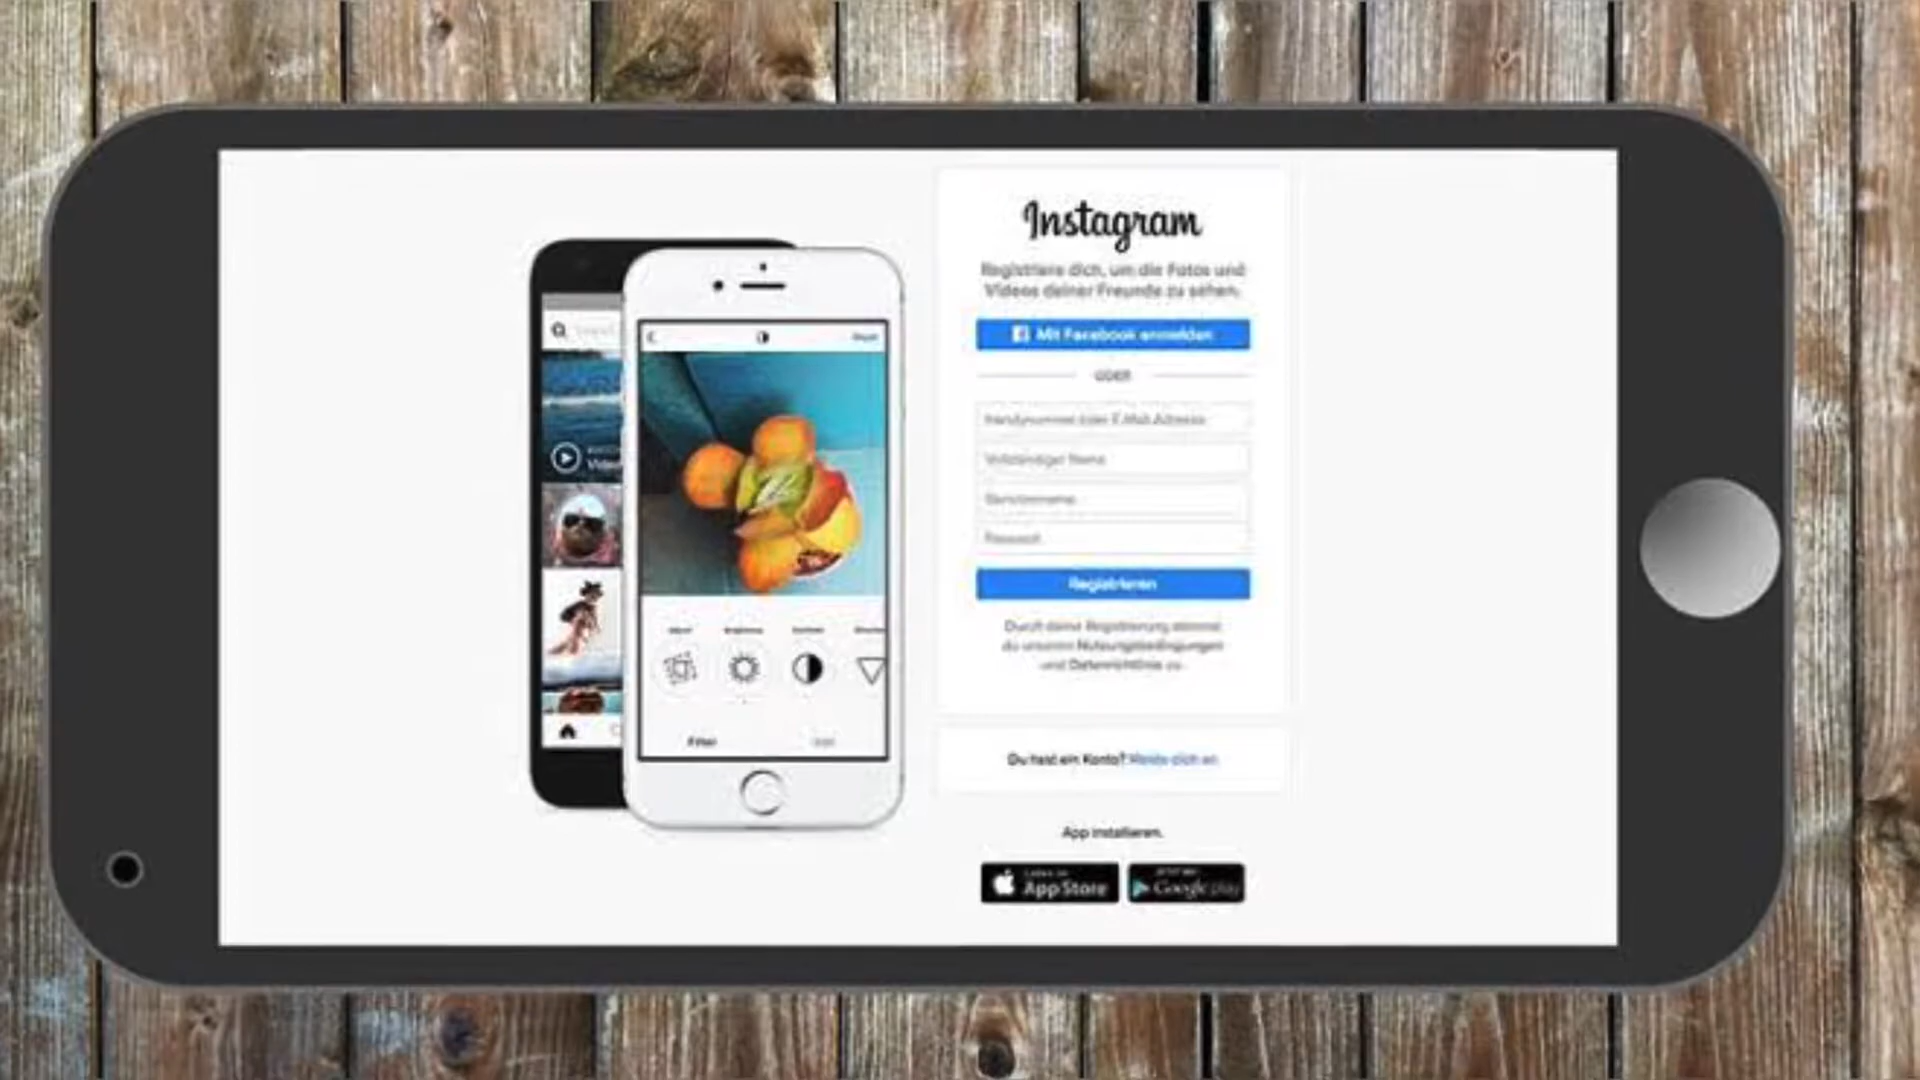 Instagram
Registriere dich, um die Fotos und
Videos deiner Freunde zu sehen.
Mit Facebook anmelden
ODER
Handynummer oder E-Mail-Adresse
Vollständiger Name
Benutzername
Passwort
Registrieren
Durch deine Registrierung stimmst
du unseren Nutzungsbedingungen
und Datenrichtlinie zu.
Du hast ein Konto? Melde dich an
App installieren.
App Store
Google play
Filter
Edit